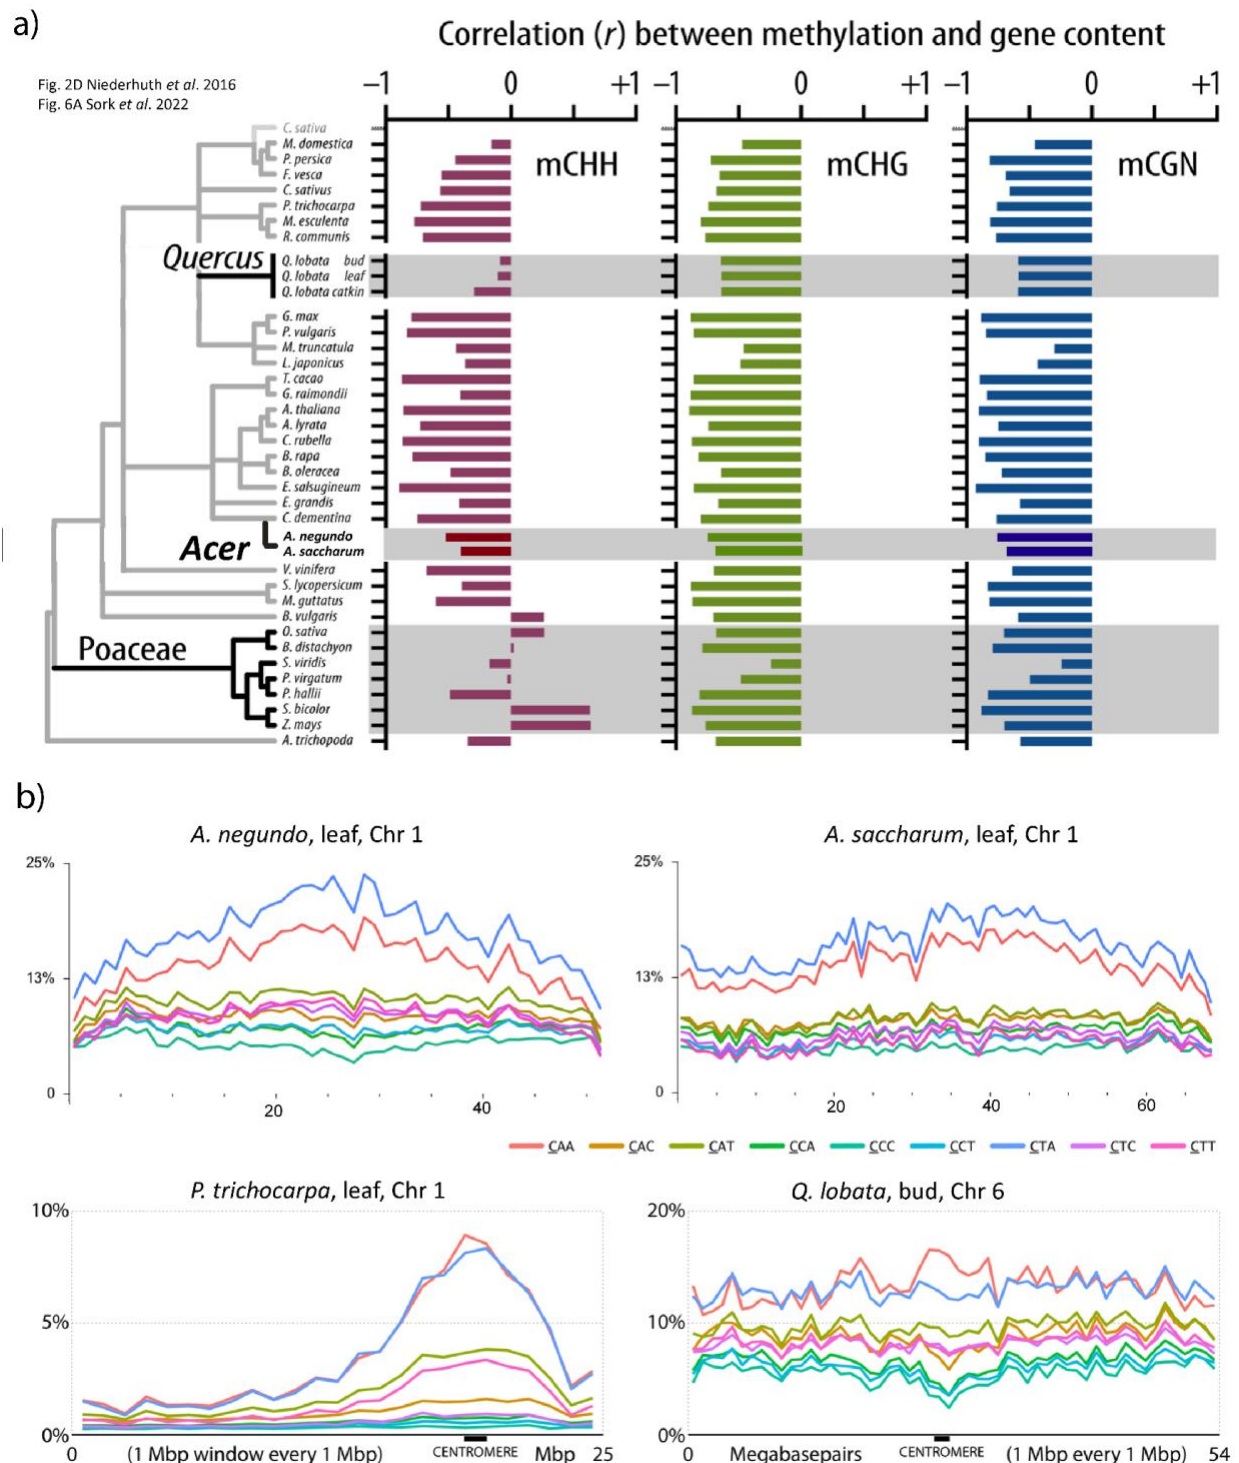 a)
Correlation (r) between methylation and gene content
Fig. 2D Niederhuth et al. 2016
Fig. 6A Sork et al. 2022
−1 0 +1 −1 0 +1 −1 0 +1
mCHH mCHG mCGN
C. sativa
M. domestica
P. persica
F. vesca
C. sativus
P. trichocarpa
M. esculenta
R. communis
Quercus
Q. lobata bud
Q. lobata leaf
Q. lobata catkin
G. max
P. vulgaris
M. truncatula
L. japonicus
T. cacao
G. raimondii
A. thaliana
A. lyrata
C. rubella
B. rapa
B. oleracea
E. salsugineum
E. grandis
C. clementina
Acer
A. negundo
A. saccharum
V. vinifera
S. lycopersicum
M. guttatus
B. vulgaris
Poaceae
O. sativa
B. distachyon
S. viridis
P. virgatum
P. hallii
S. bicolor
Z. mays
A. trichopoda
b)
A. negundo, leaf, Chr 1
25%
13%
0
20 40
A. saccharum, leaf, Chr 1
25%
13%
0
20 40 60
CAA CAC CAT CCA CCC CCT CTA CTC CTT
P. trichocarpa, leaf, Chr 1
10%
5%
0%
0 (1 Mbp window every 1 Mbp) CENTROMERE Mbp 25
Q. lobata, bud, Chr 6
20%
10%
0%
0 Megabasepairs CENTROMERE (1 Mbp every 1 Mbp) 54